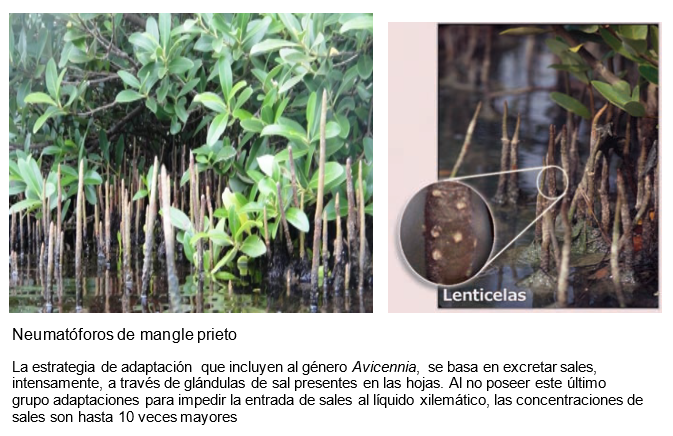 Lenticelas
Neumatóforos de mangle prieto
La estrategia de adaptación que incluyen al género Avicennia, se basa en excretar sales,
intensamente, a través de glándulas de sal presentes en las hojas. Al no poseer este último
grupo adaptaciones para impedir la entrada de sales al líquido xilemático, las concentraciones de
sales son hasta 10 veces mayores